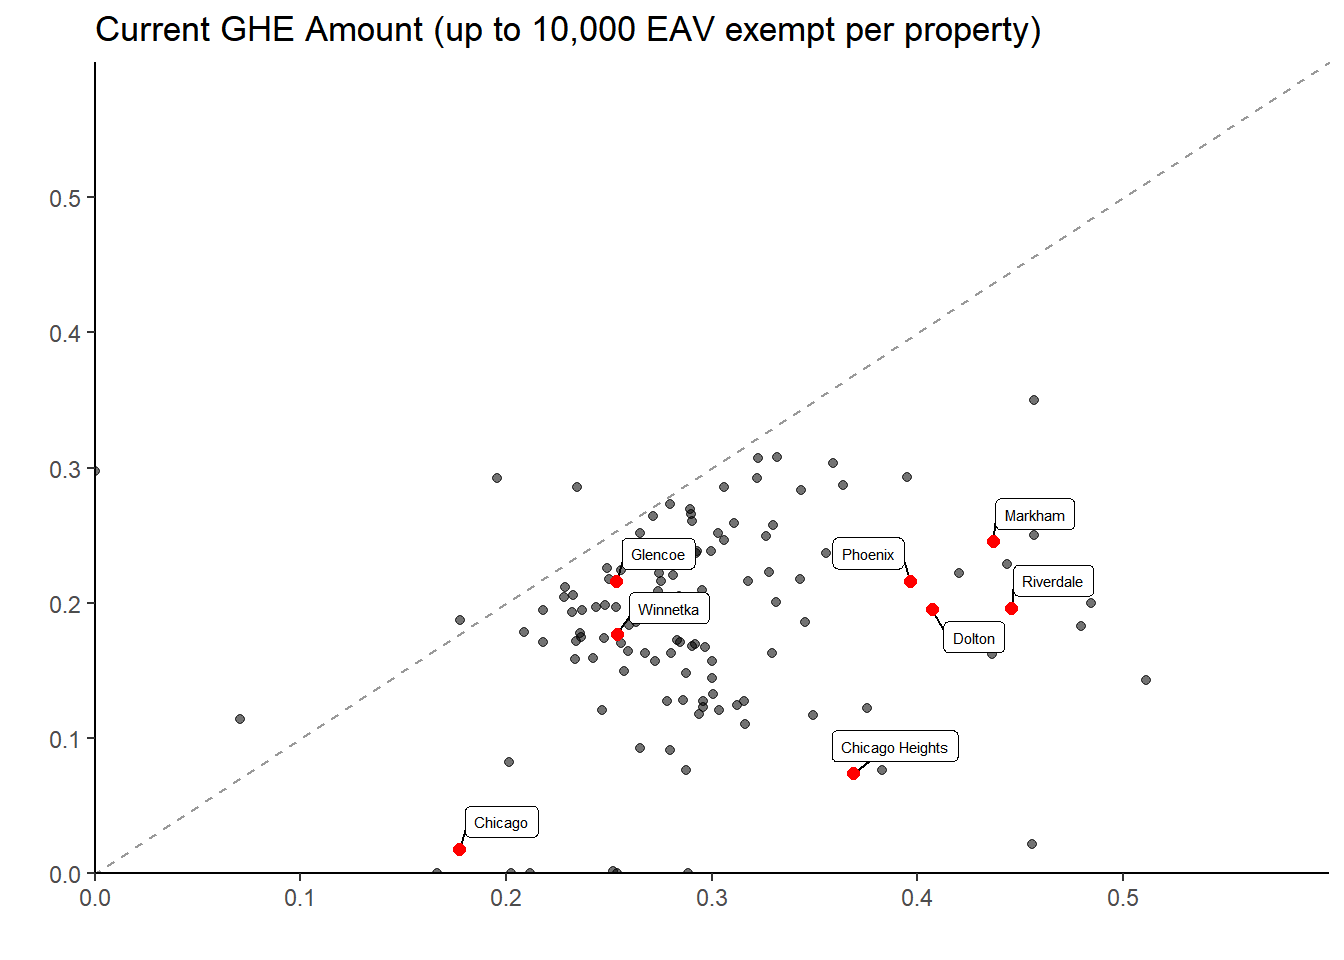 Current GHE Amount (up to 10,000 EAV exempt per property)
0.5
0.4
0.3
0.2
0.1
0.0
Markham
Glencoe
Phoenix
Riverdale
Winnetka
Dolton
Chicago Heights
Chicago
0.0 0.1 0.2 0.3 0.4 0.5